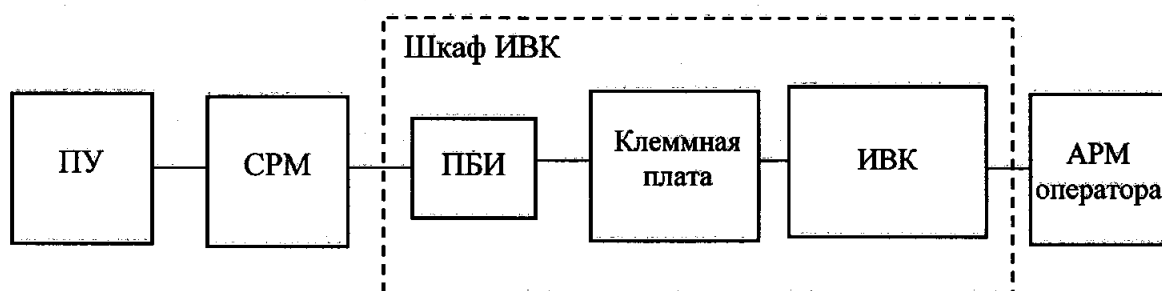 Шкаф ИВК
ПУ
СРМ
ПБИ
Клеммная
плата
ИВК
АРМ
оператора